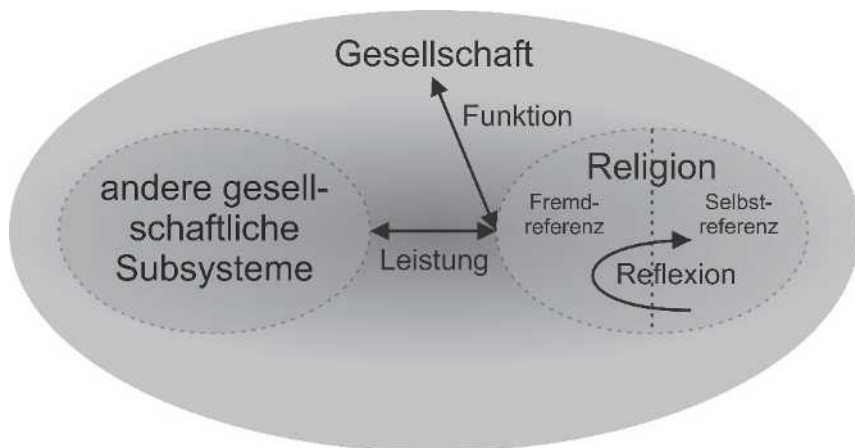 Gesellschaft
Funktion
andere gesell-
schaftliche
Subsysteme
Leistung
Religion
Fremd-
referenz
Selbst-
referenz
Reflexion